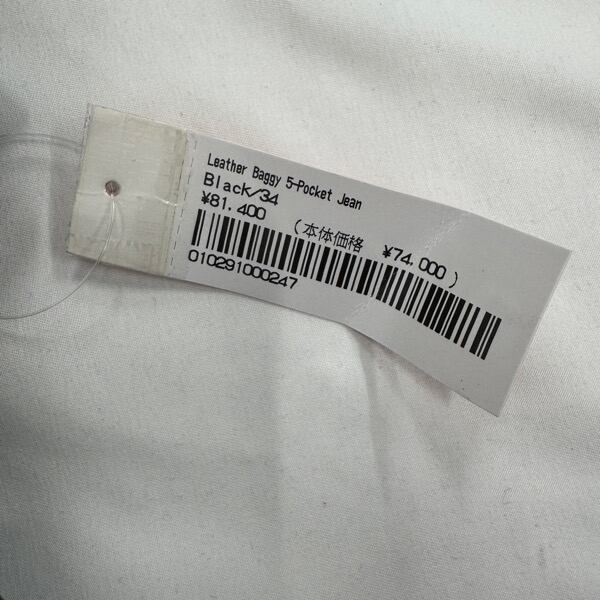 Leather Baggy 5-Pocket Jean
Black/34
¥81,400 (本体価格 ¥74,000)
010291000247